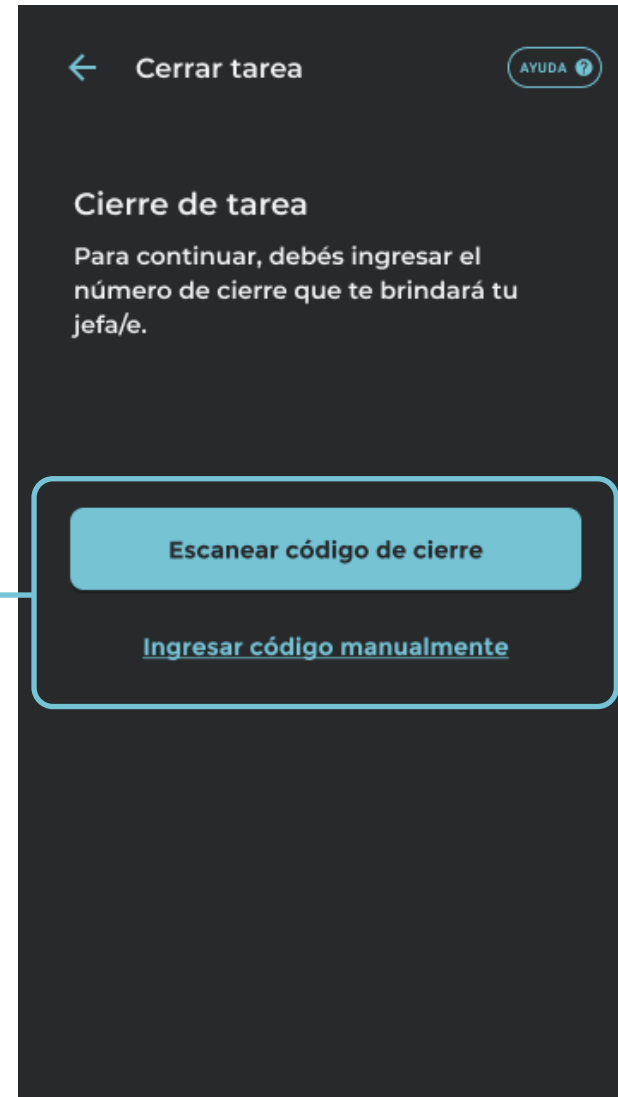 Cerrar tarea
AYUDA ?
Cierre de tarea
Para continuar, debés ingresar el
número de cierre que te brindará tu
jefa/e.
Escanear código de cierre
Ingresar código manualmente